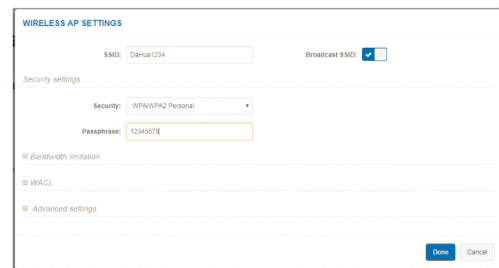 WIRELESS AP SETTINGS
SSID: DaHua1234 Broadcast SSID:
Security settings
Security: WPA/WPA2 Personal
Passphrase: 12345678
Bandwidth limitation
WACL
Advanced settings
Done Cancel